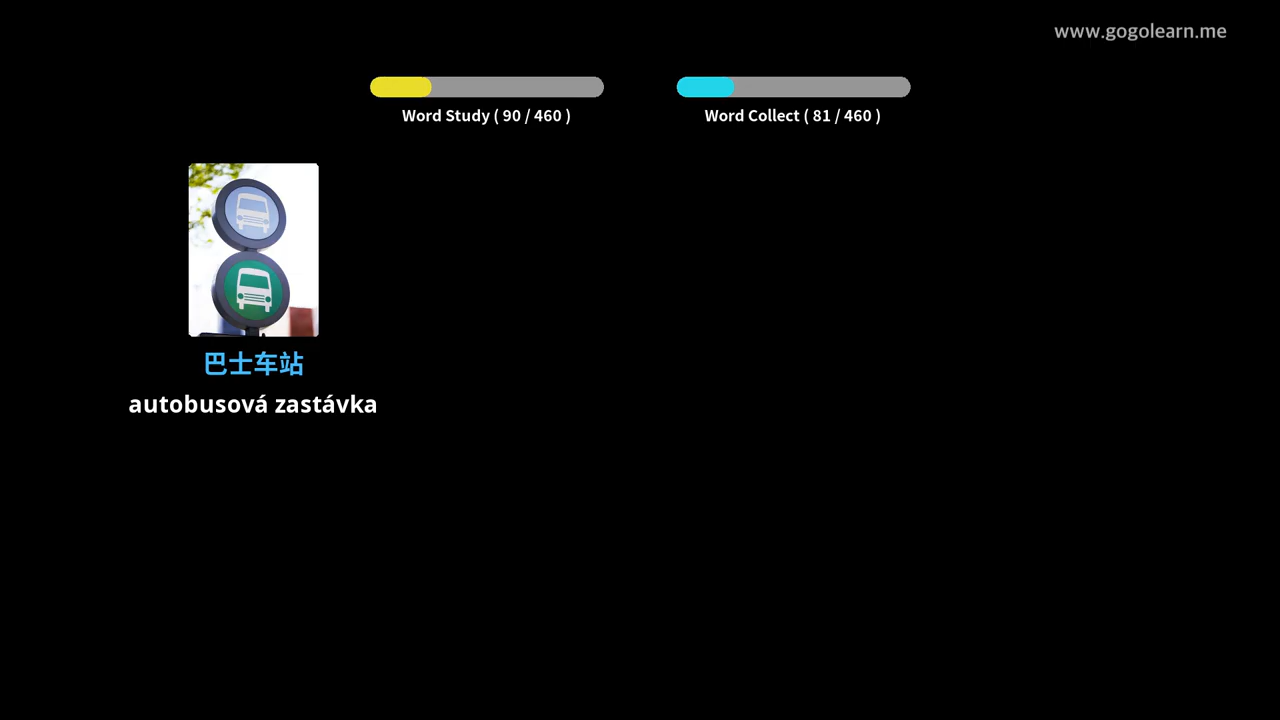 www.gogolearn.me
Word Study ( 90 / 460 )
Word Collect ( 81 / 460 )
巴士车站
autobusová zastávka